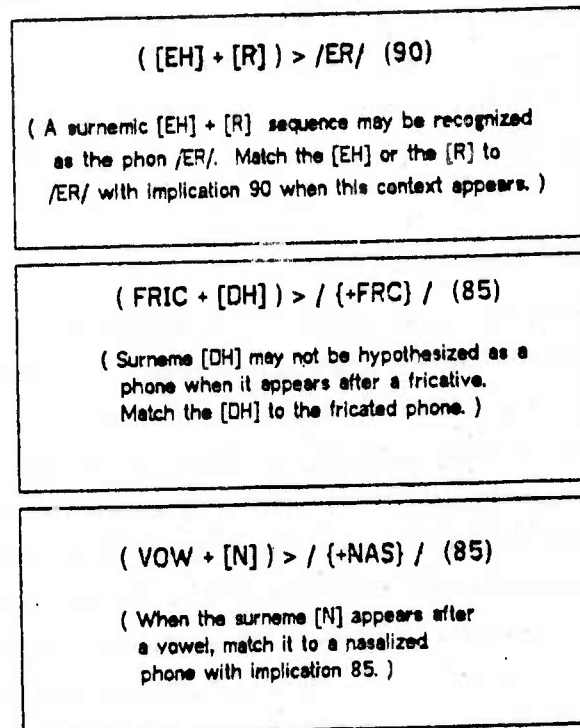 ( [EH] + [R] ) > /ER/ (90)
( A surnemic [EH] + [R] sequence may be recognized
as the phon /ER/. Match the [EH] or the [R] to
/ER/ with implication 90 when this context appears. )
( FRIC + [DH] ) > / {+FRC} / (85)
( Surneme [DH] may not be hypothesized as a
phone when it appears after a fricative.
Match the [DH] to the fricated phone. )
( VOW + [N] ) > / {+NAS} / (85)
( When the surneme [N] appears after
a vowel, match it to a nasalized
phone with implication 85. )